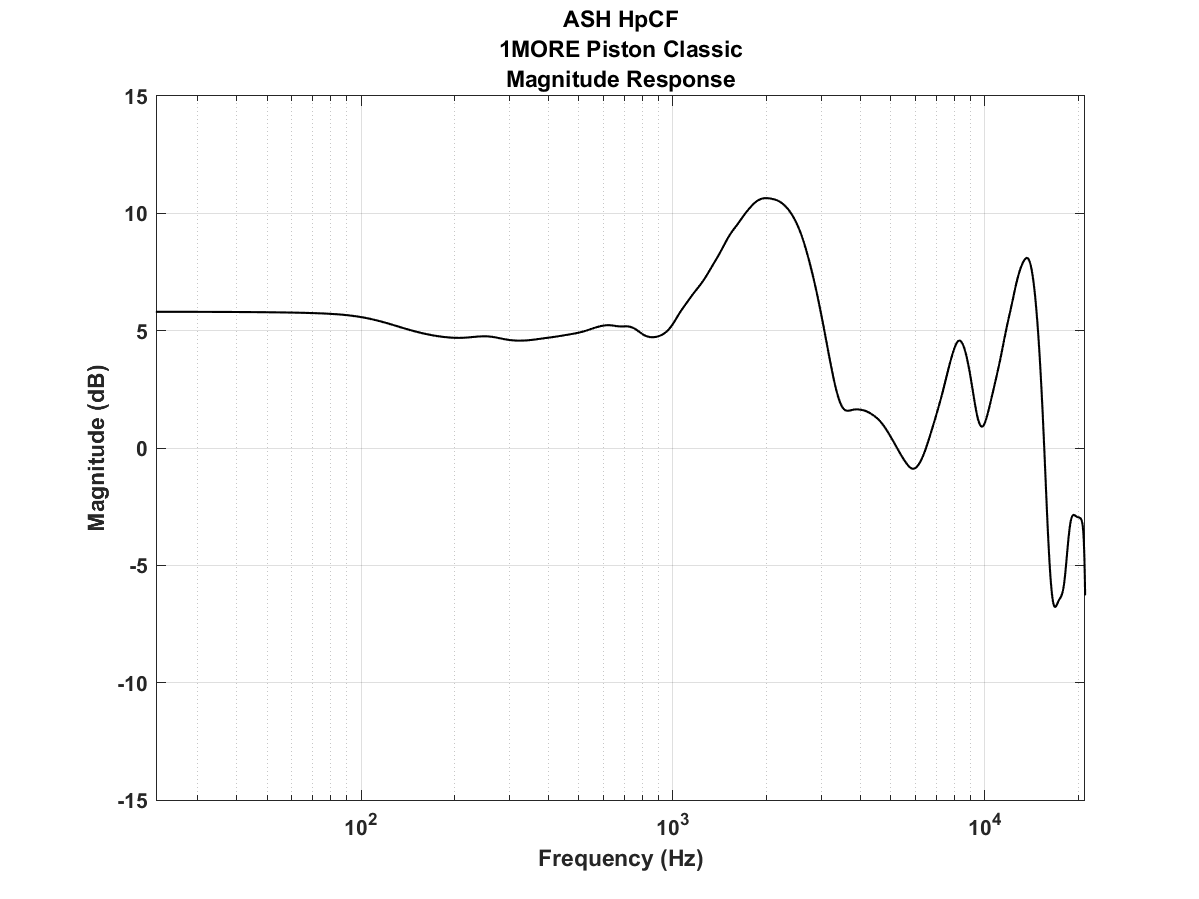 ASH HpCF
1MORE Piston Classic
Magnitude Response
15
10
5
0
-5
-10
-15
Magnitude (dB)
10² 10³ 10⁴
Frequency (Hz)